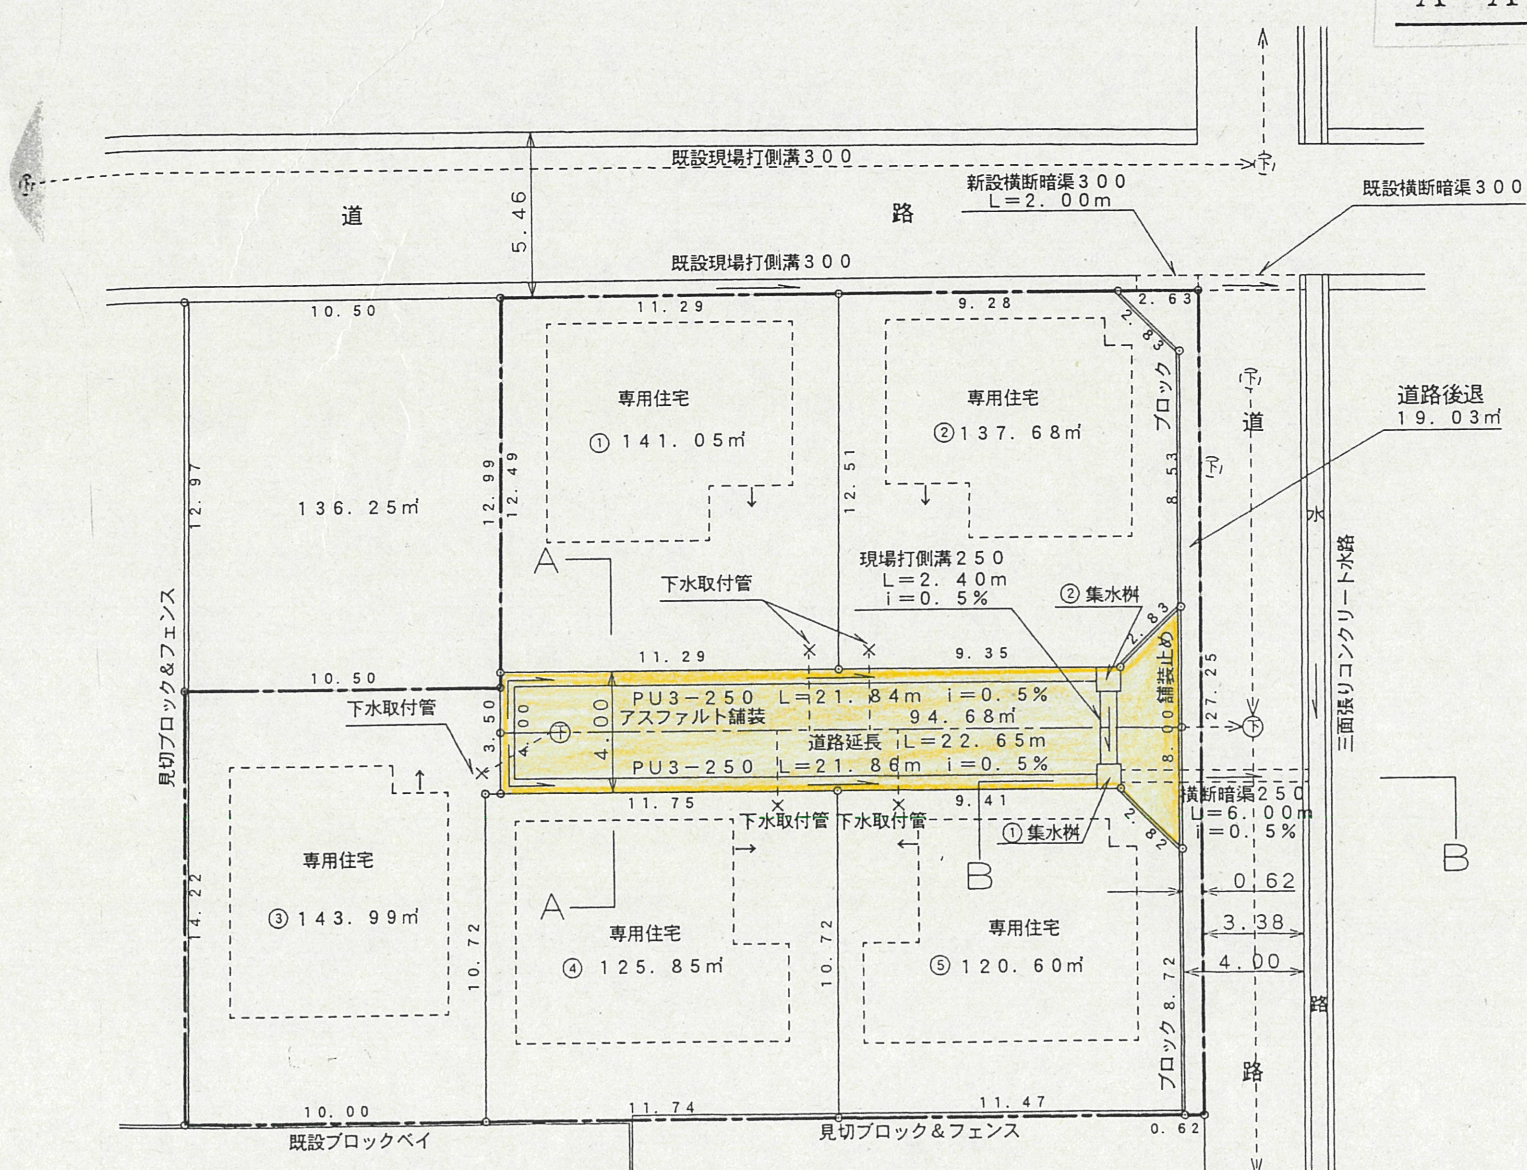 A A
既設現場打側溝300
新設横断暗渠300
L=2.00m
既設横断暗渠300
道
路
5.46
既設現場打側溝300
10.50
11.29
9.28
2.63
2.83
ブロック
専用住宅
① 141.05㎡
専用住宅
②137.68㎡
道路後退
19.03㎡
道
12.97
136.25㎡
12.99
12.49
12.51
8.53
水
A
下水取付管
現場打側溝250
L=2.40m
i=0.5%
②集水桝
三面張りコンクリート水路
見切ブロック&フェンス
2.83
11.29
9.35
10.50
下水取付管
3.50
4.00
下
4.00
PU3-250 L=21.84m i=0.5%
アスファルト舗装
94.68㎡
道路延長 L=22.65m
PU3-250 L=21.86m i=0.5%
8.00
舗装止め
27.25
下
11.75
9.41
下水取付管
下水取付管
①集水桝
2.82
横断暗渠250
L=6.00m
i=0.5%
B
B
専用住宅
③143.99㎡
14.22
A
0.62
3.38
4.00
10.72
専用住宅
④ 125.85㎡
10.72
専用住宅
⑤120.60㎡
ブロック
8.72
路
路
10.00
11.74
11.47
0.62
既設ブロックベイ
見切ブロック&フェンス